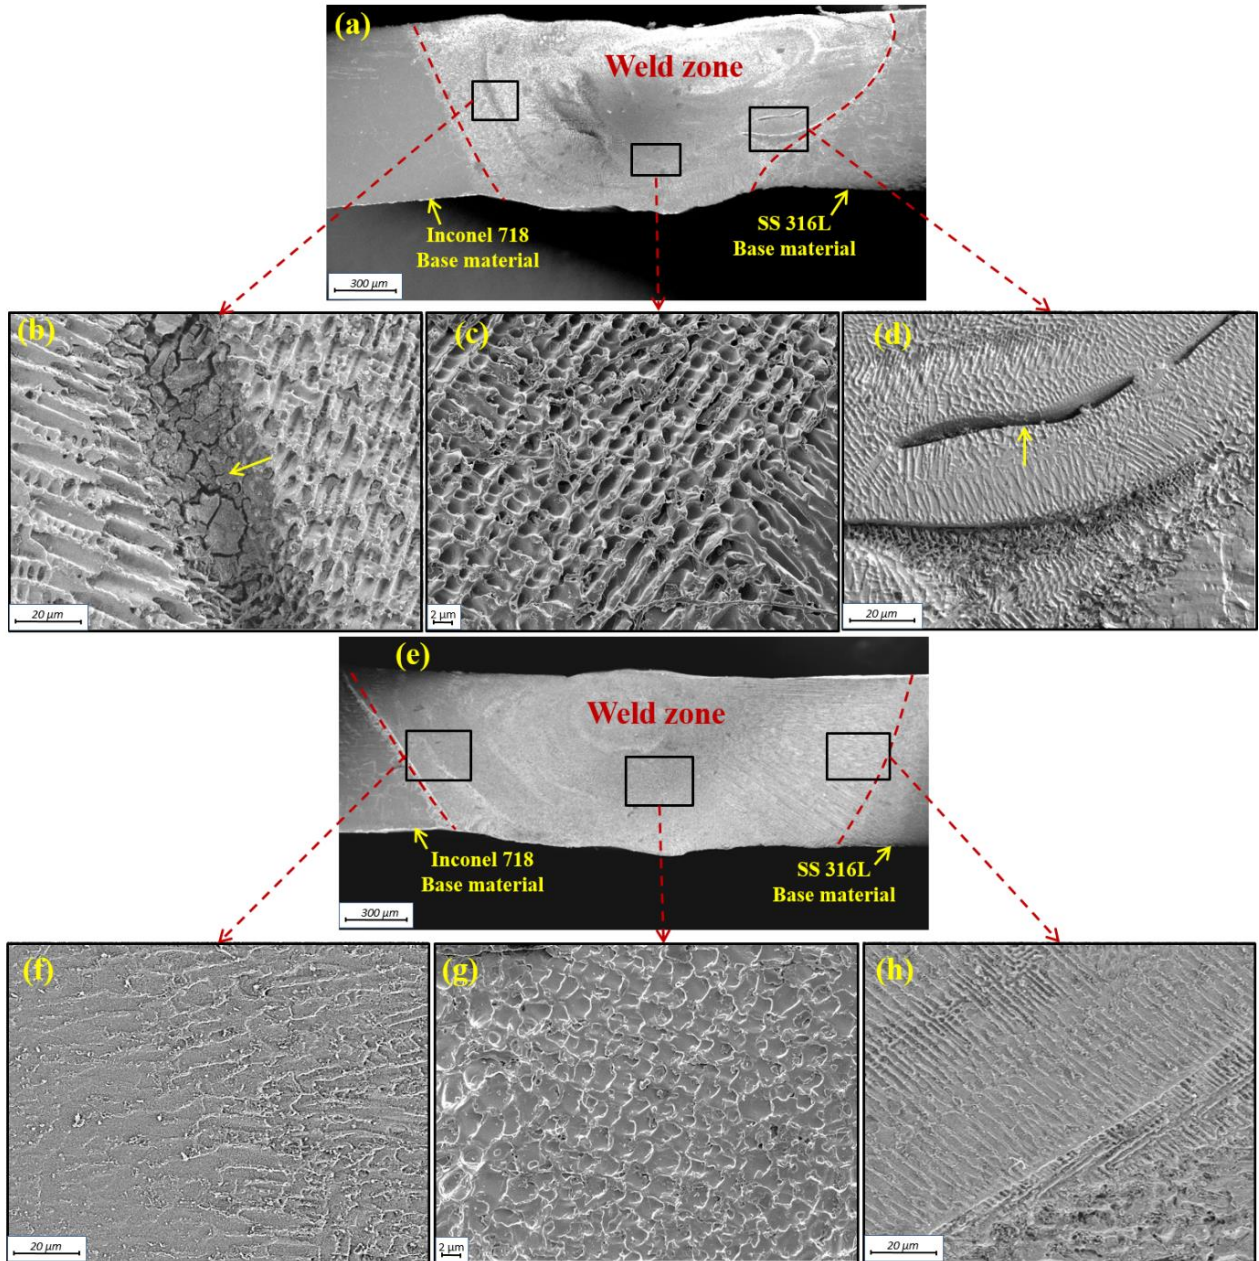 (a)
Weld zone
Inconel 718
Base material
SS 316L
Base material
300 µm
(b)
20 µm
(c)
2 µm
(d)
20 µm
(e)
Weld zone
Inconel 718
Base material
SS 316L
Base material
300 µm
(f)
20 µm
(g)
2 µm
(h)
20 µm